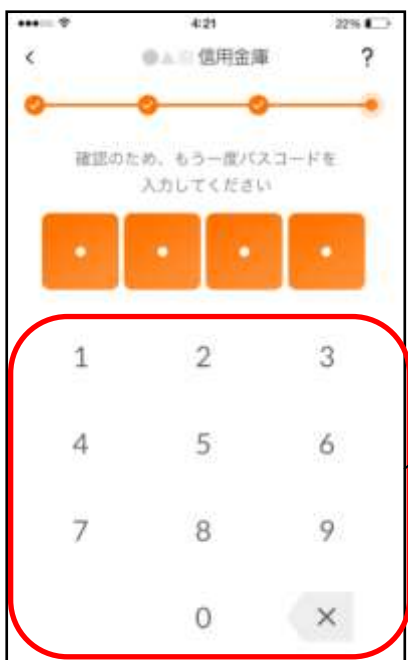 4:21 22%
●▲■信用金庫 ?
確認のため、もう一度パスコードを
入力してください
1 2 3
4 5 6
7 8 9
0 ×